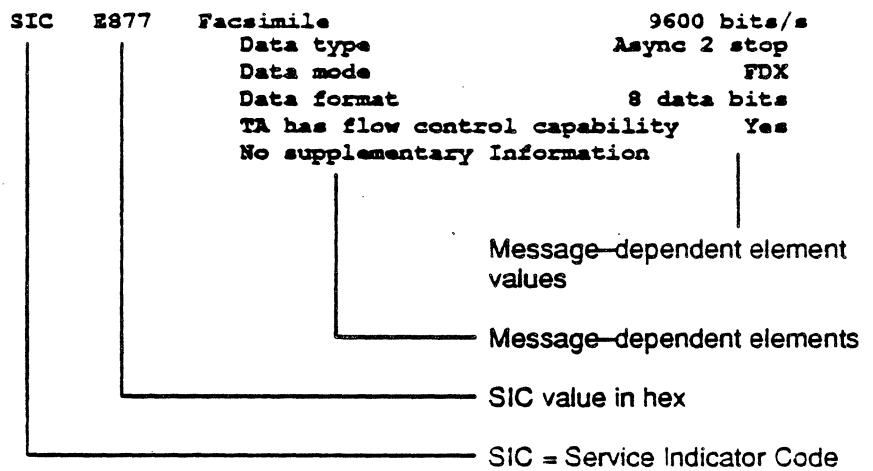 SIC E877 Facsimile 9600 bits/s
Data type Async 2 stop
Data mode FDX
Data format 8 data bits
TA has flow control capability Yes
No supplementary Information
Message-dependent element
values
Message-dependent elements
SIC value in hex
SIC = Service Indicator Code